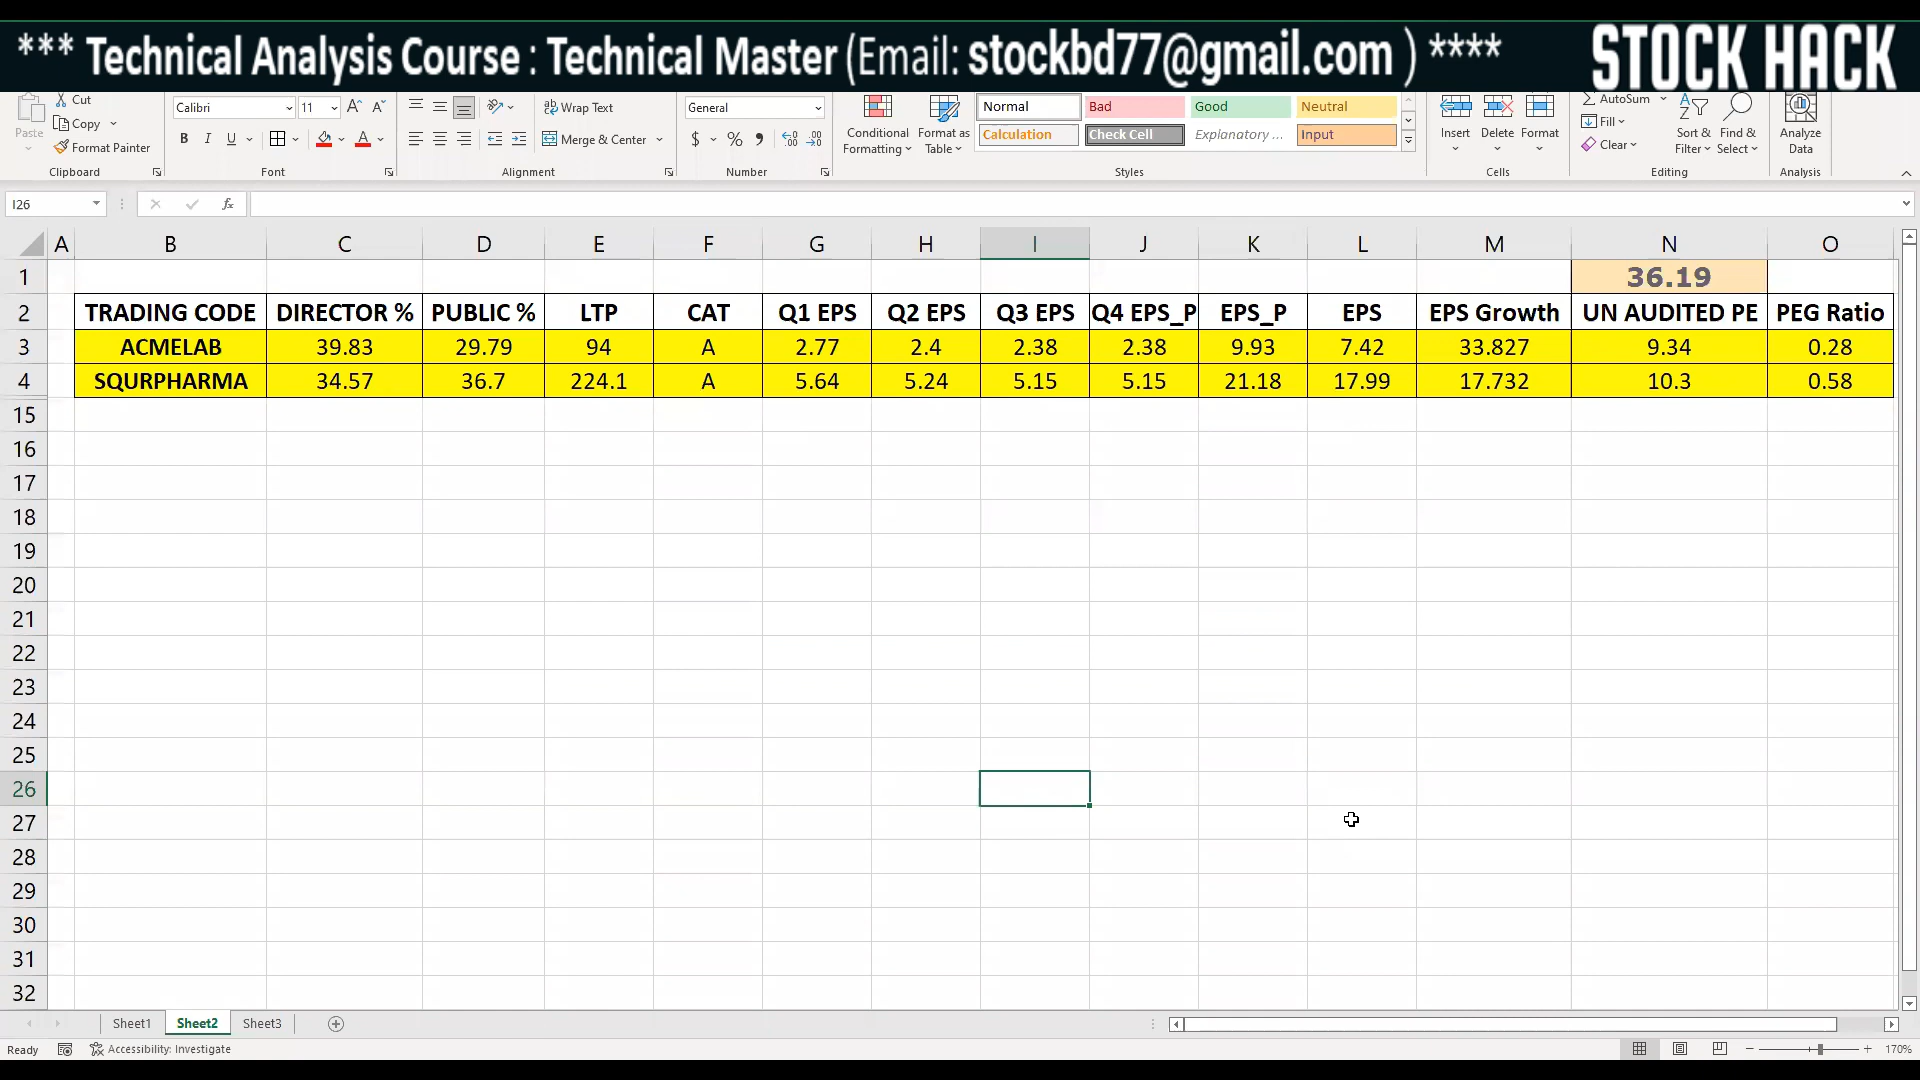 *** Technical Analysis Course : Technical Master (Email: stockbd77@gmail.com ) ****
STOCK HACK
Cut
Copy
Format Painter
Paste
Clipboard
Calibri 11
B I U
Font
Wrap Text
Merge & Center
Alignment
General
$ %
Number
Conditional Formatting
Format as Table
Normal Bad Good Neutral
Calculation Check Cell Explanatory ... Input
Styles
Insert Delete Format
Cells
AutoSum
Fill
Clear
Sort & Filter
Find & Select
Editing
Analyze Data
Analysis
I26
fx
A B C D E F G H I J K L M N O
1 36.19
2 TRADING CODE DIRECTOR % PUBLIC % LTP CAT Q1 EPS Q2 EPS Q3 EPS Q4 EPS_P EPS_P EPS EPS Growth UN AUDITED PE PEG Ratio
3 ACMELAB 39.83 29.79 94 A 2.77 2.4 2.38 2.38 9.93 7.42 33.827 9.34 0.28
4 SQURPHARMA 34.57 36.7 224.1 A 5.64 5.24 5.15 5.15 21.18 17.99 17.732 10.3 0.58
15
16
17
18
19
20
21
22
23
24
25
26
27
28
29
30
31
32
Sheet1 Sheet2 Sheet3
Ready Accessibility: Investigate 170%